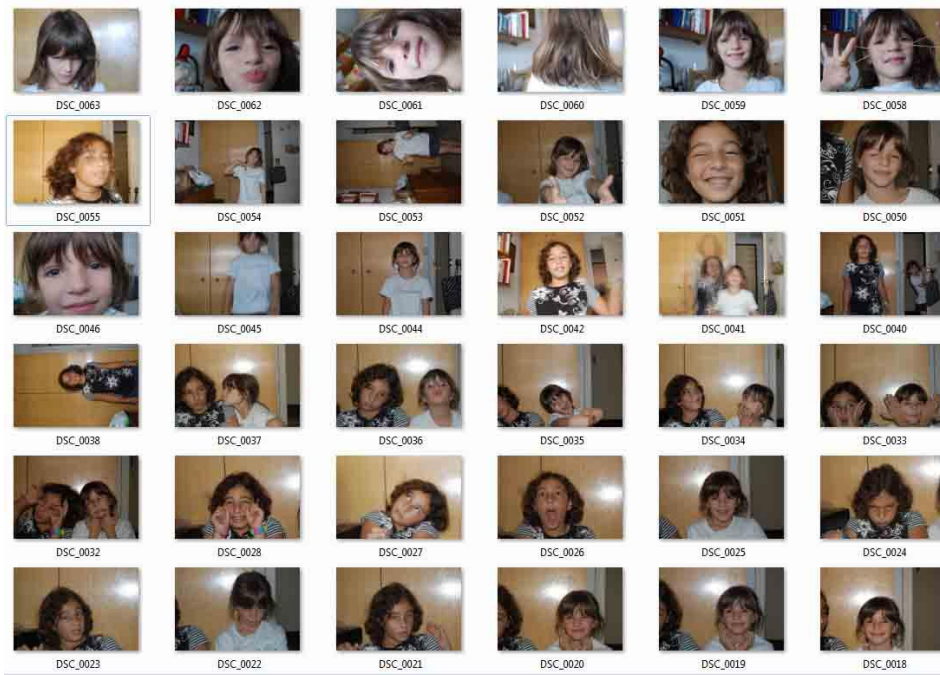 DSC_0063 DSC_0062 DSC_0061 DSC_0060 DSC_0059 DSC_0058
DSC_0055 DSC_0054 DSC_0053 DSC_0052 DSC_0051 DSC_0050
DSC_0046 DSC_0045 DSC_0044 DSC_0042 DSC_0041 DSC_0040
DSC_0038 DSC_0037 DSC_0036 DSC_0035 DSC_0034 DSC_0033
DSC_0032 DSC_0028 DSC_0027 DSC_0026 DSC_0025 DSC_0024
DSC_0023 DSC_0022 DSC_0021 DSC_0020 DSC_0019 DSC_0018